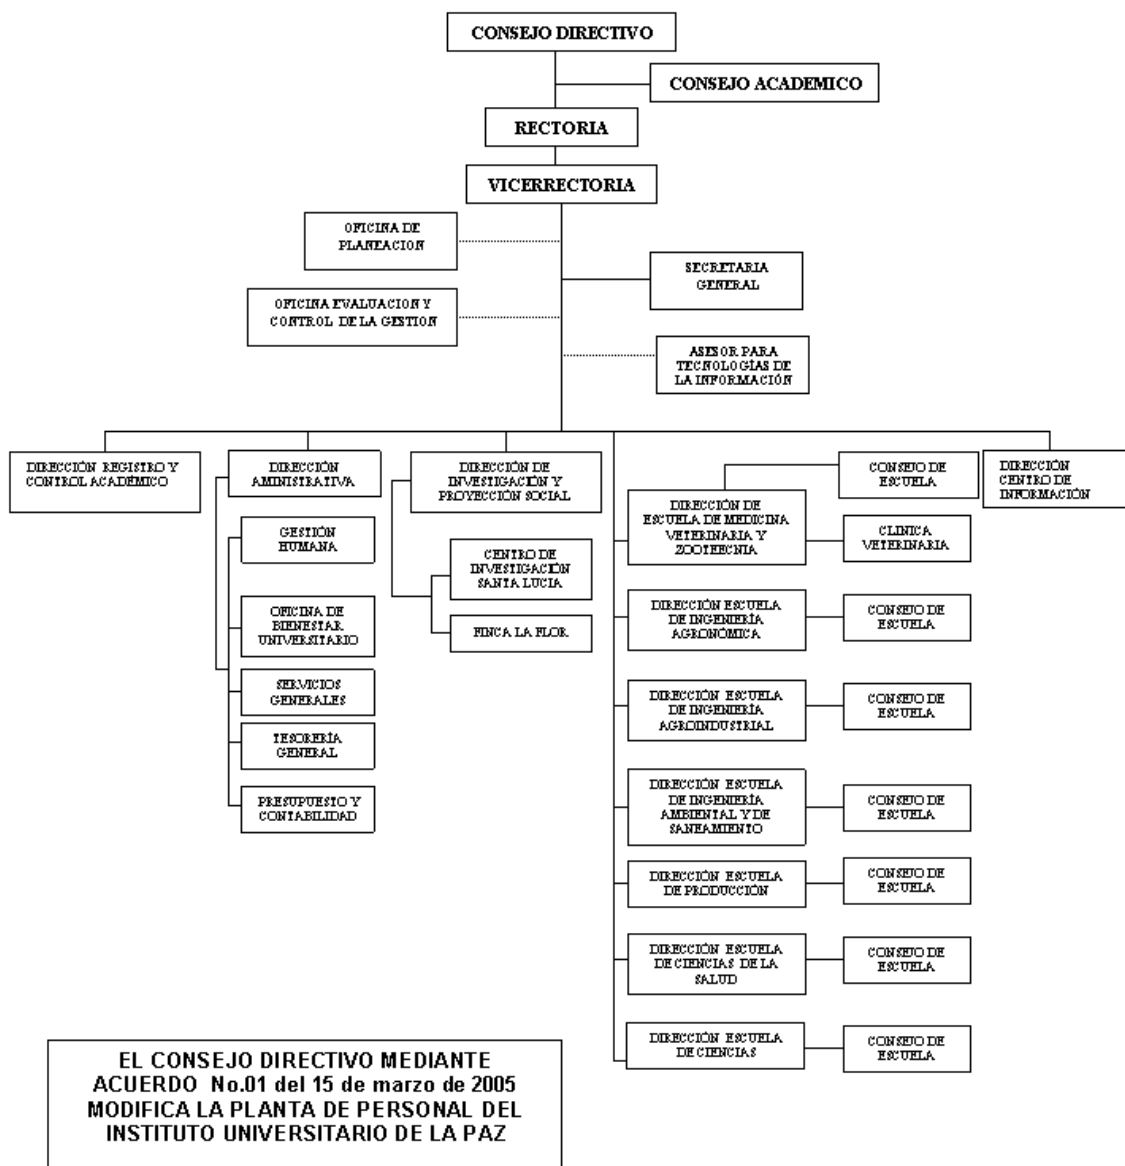 CONSEJO DIRECTIVO
CONSEJO ACADEMICO
RECTORIA
VICERRECTORIA
OFICINA DE
PLANEACION
SECRETARIA
GENERAL
OFICINA EVALUACION Y
CONTROL DE LA GESTION
ASESOR PARA
TECNOLOGÍAS DE
LA INFORMACIÓN
DIRECCIÓN REGISTRO Y
CONTROL ACADÉMICO
DIRECCIÓN
AMINISTRATIVA
GESTIÓN
HUMANA
OFICINA DE
BIENESTAR
UNIVERSITARIO
SERVICIOS
GENERALES
TESORERÍA
GENERAL
PRESUPUESTO Y
CONTABILIDAD
DIRECCIÓN DE
INVESTIGACIÓN Y
PROYECCIÓN SOCIAL
CENTRO DE
INVESTIGACIÓN
SANTA LUCIA
FINCA LA FLOR
CONSEJO DE
ESCUELA
DIRECCIÓN DE
ESCUELA DE MEDICINA
VETERINARIA Y
ZOOTECNIA
CLINICA
VETERINARIA
DIRECCIÓN ESCUELA
DE INGENIERÍA
AGRONÓMICA
CONSEJO DE
ESCUELA
DIRECCIÓN ESCUELA
DE INGENIERÍA
AGROINDUSTRIAL
CONSEJO DE
ESCUELA
DIRECCIÓN ESCUELA
DE INGENIERÍA
AMBIENTAL Y DE
SANEAMIENTO
CONSEJO DE
ESCUELA
DIRECCIÓN ESCUELA
DE PRODUCCIÓN
CONSEJO DE
ESCUELA
DIRECCIÓN ESCUELA
DE CIENCIAS DE LA
SALUD
CONSEJO DE
ESCUELA
DIRECCIÓN ESCUELA
DE CIENCIAS
CONSEJO DE
ESCUELA
DIRECCIÓN
CENTRO DE
INFORMACIÓN
EL CONSEJO DIRECTIVO MEDIANTE
ACUERDO No.01 del 15 de marzo de 2005
MODIFICA LA PLANTA DE PERSONAL DEL
INSTITUTO UNIVERSITARIO DE LA PAZ